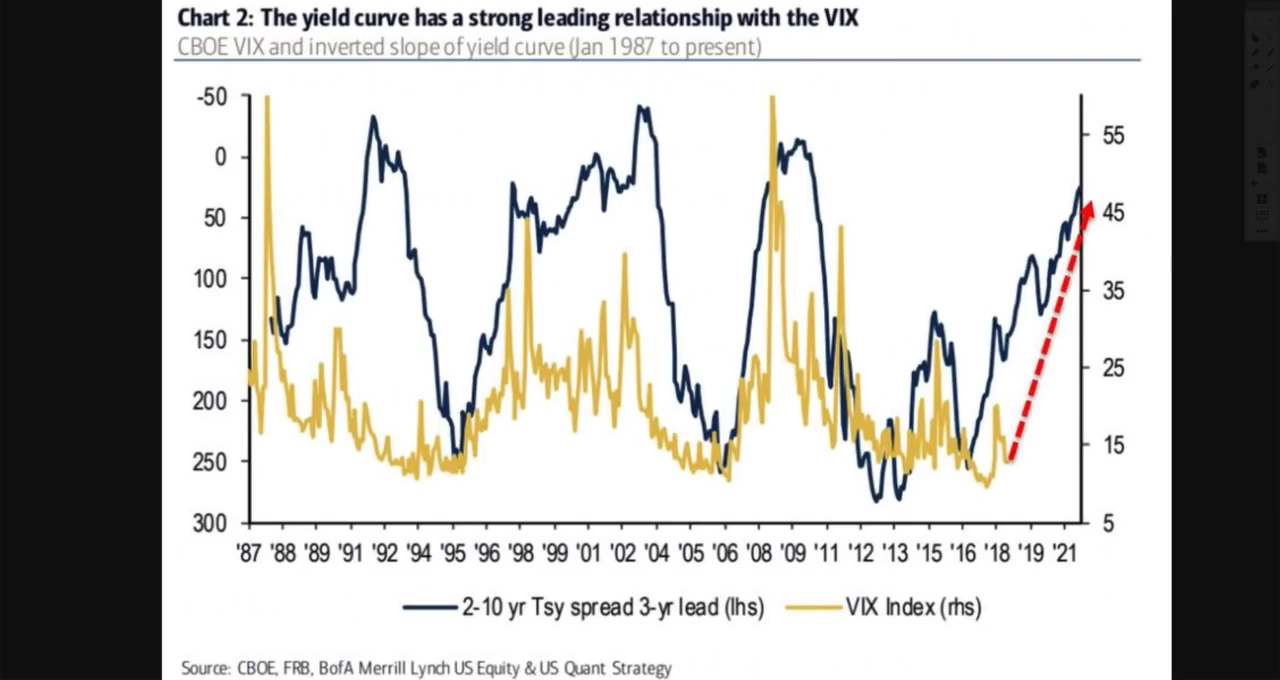 Chart 2: The yield curve has a strong leading relationship with the VIX
CBOE VIX and inverted slope of yield curve (Jan 1987 to present)
-50
0
50
100
150
200
250
300
55
45
35
25
15
5
'87 '88 '89 '91 '92 '94 '95 '96 '98 '99 '01 '02 '04 '05 '06 '08 '09 '11 '12 '13 '15 '16 '18 '19 '21
2-10 yr Tsy spread 3-yr lead (lhs) VIX Index (rhs)
Source: CBOE, FRB, BofA Merrill Lynch US Equity & US Quant Strategy